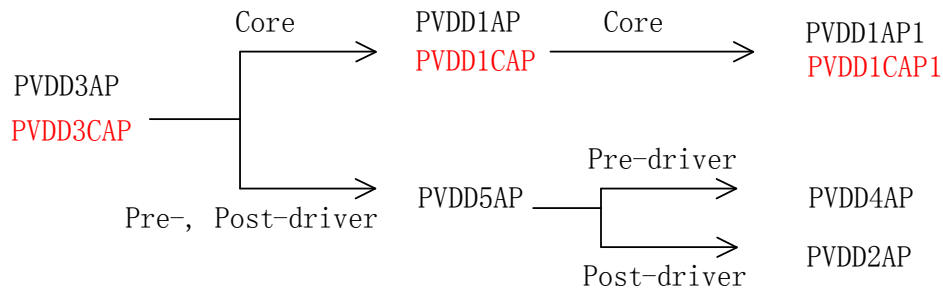 Core
PVDD1AP
Core
PVDD1AP1
PVDD1CAP
PVDD1CAP1
PVDD3AP
PVDD3CAP
Pre-driver
PVDD5AP
PVDD4AP
Pre-, Post-driver
PVDD2AP
Post-driver